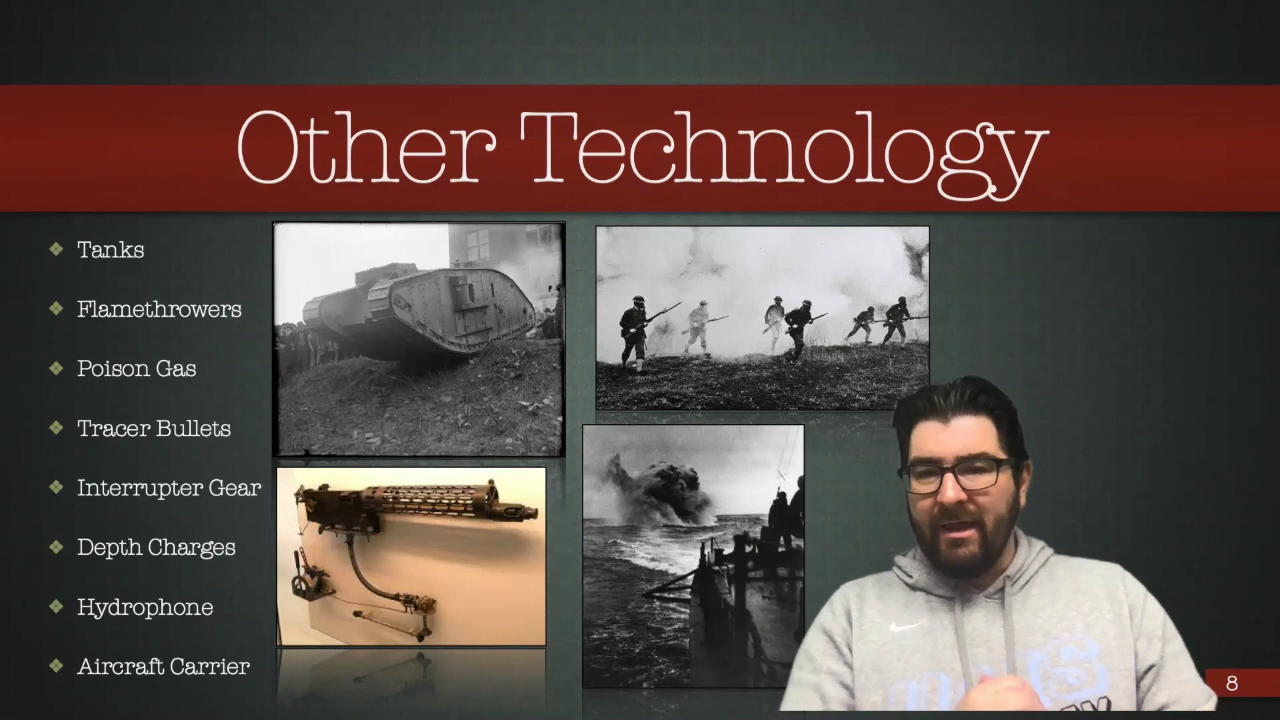 Other Technology
Tanks
Flamethrowers
Poison Gas
Tracer Bullets
Interrupter Gear
Depth Charges
Hydrophone
Aircraft Carrier
8